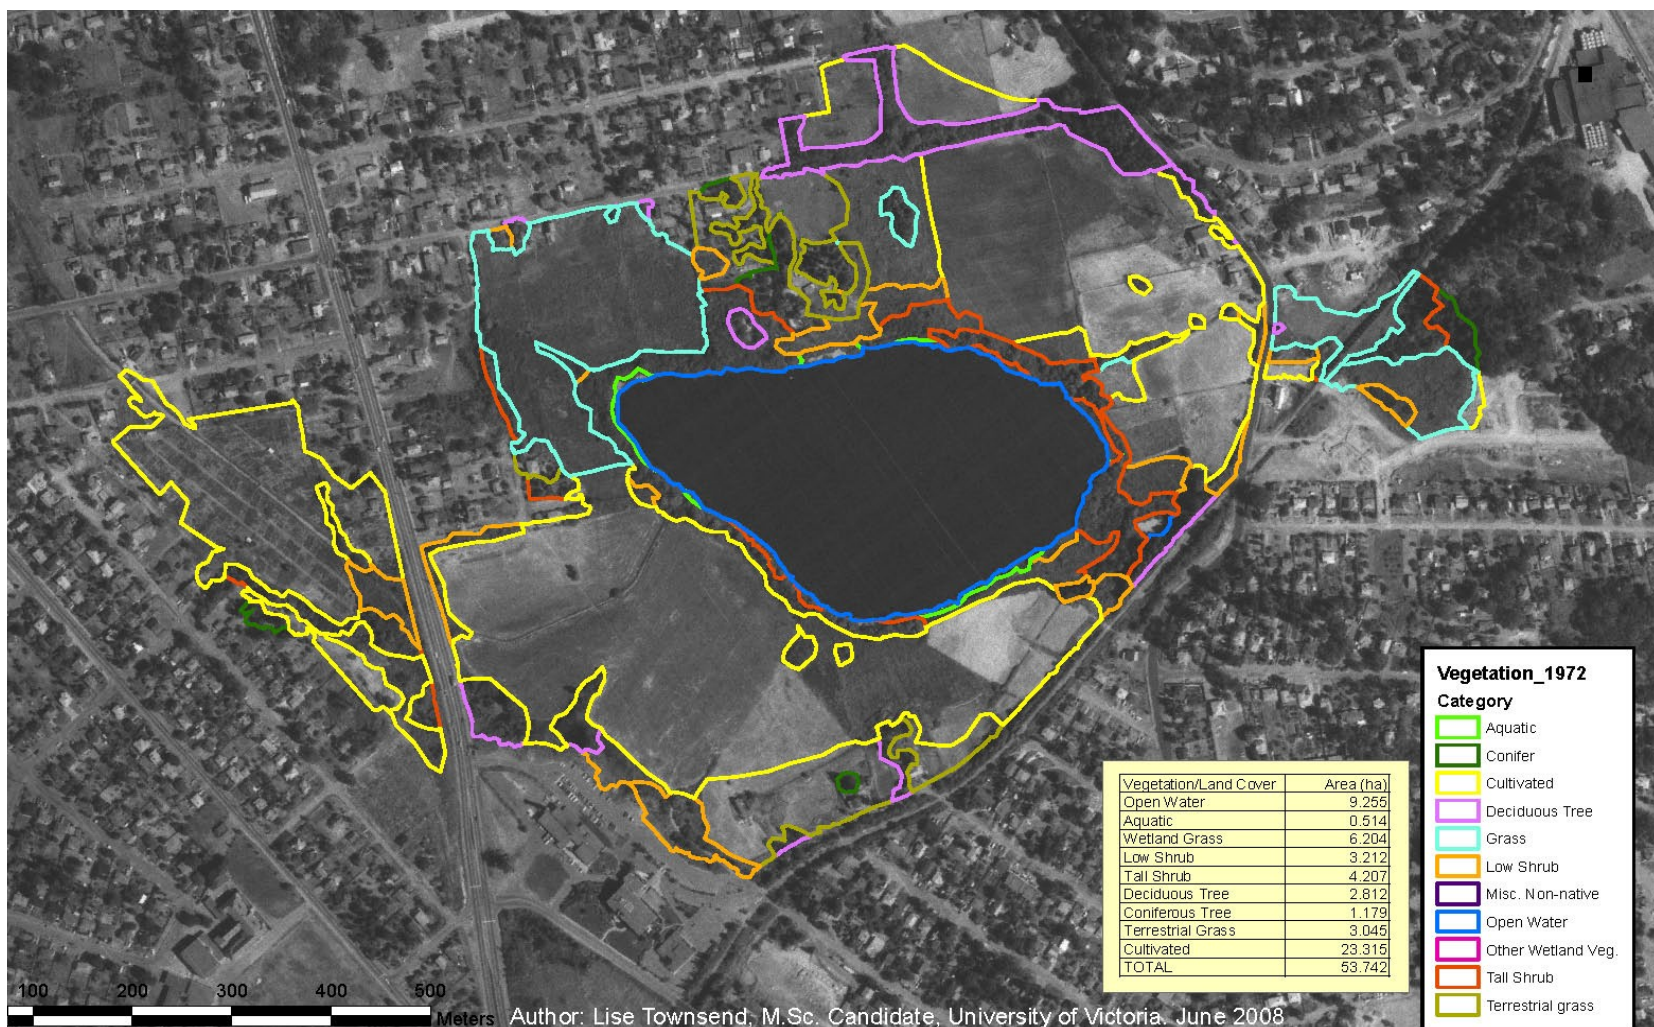 Vegetation_1972
Category
Aquatic
Conifer
Cultivated
Deciduous Tree
Grass
Low Shrub
Misc. Non-native
Open Water
Other Wetland Veg.
Tall Shrub
Terrestrial grass
Vegetation/Land Cover Area (ha)
Open Water 9.255
Aquatic 0.514
Wetland Grass 6.204
Low Shrub 3.212
Tall Shrub 4.207
Deciduous Tree 2.812
Coniferous Tree 1.179
Terrestrial Grass 3.045
Cultivated 23.315
TOTAL 53.742
100 200 300 400 500
Meters
Author: Lise Townsend, M.Sc. Candidate, University of Victoria. June 2008